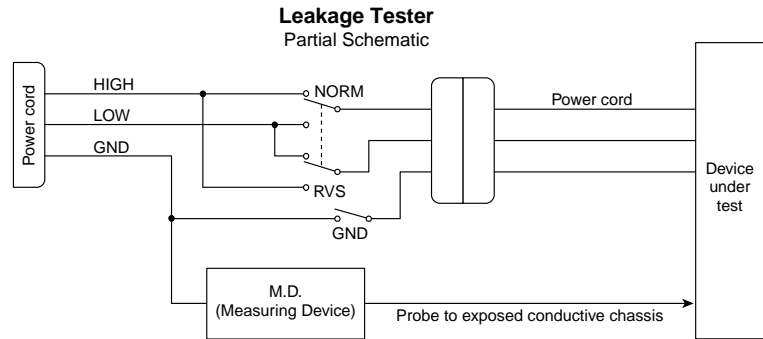 Leakage Tester
Partial Schematic
Power cord
HIGH
LOW
GND
NORM
RVS
GND
Power cord
Device
under
test
M.D.
(Measuring Device)
Probe to exposed conductive chassis